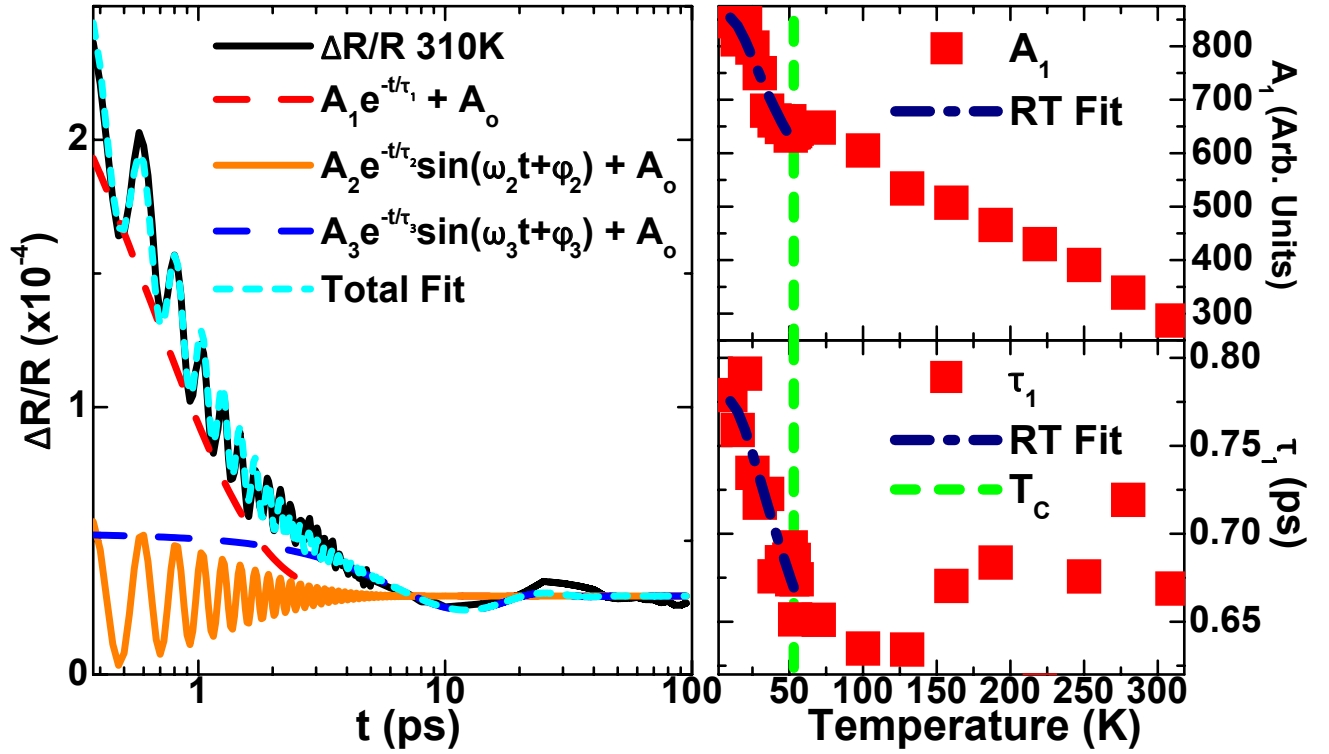 ΔR/R 310K
A₁e^-t/τ₁ + Aₒ
A₂e^-t/τ₂sin(ω₂t+φ₂) + Aₒ
A₃e^-t/τ₃sin(ω₃t+φ₃) + Aₒ
Total Fit
2
1
0
ΔR/R (x10⁻⁴)
1
10
100
t (ps)
A₁
RT Fit
800
700
600
500
400
300
A₁ (Arb. Units)
τ₁
RT Fit
T_C
0.80
0.75
0.70
0.65
τ₁ (ps)
50 100 150 200 250 300
Temperature (K)